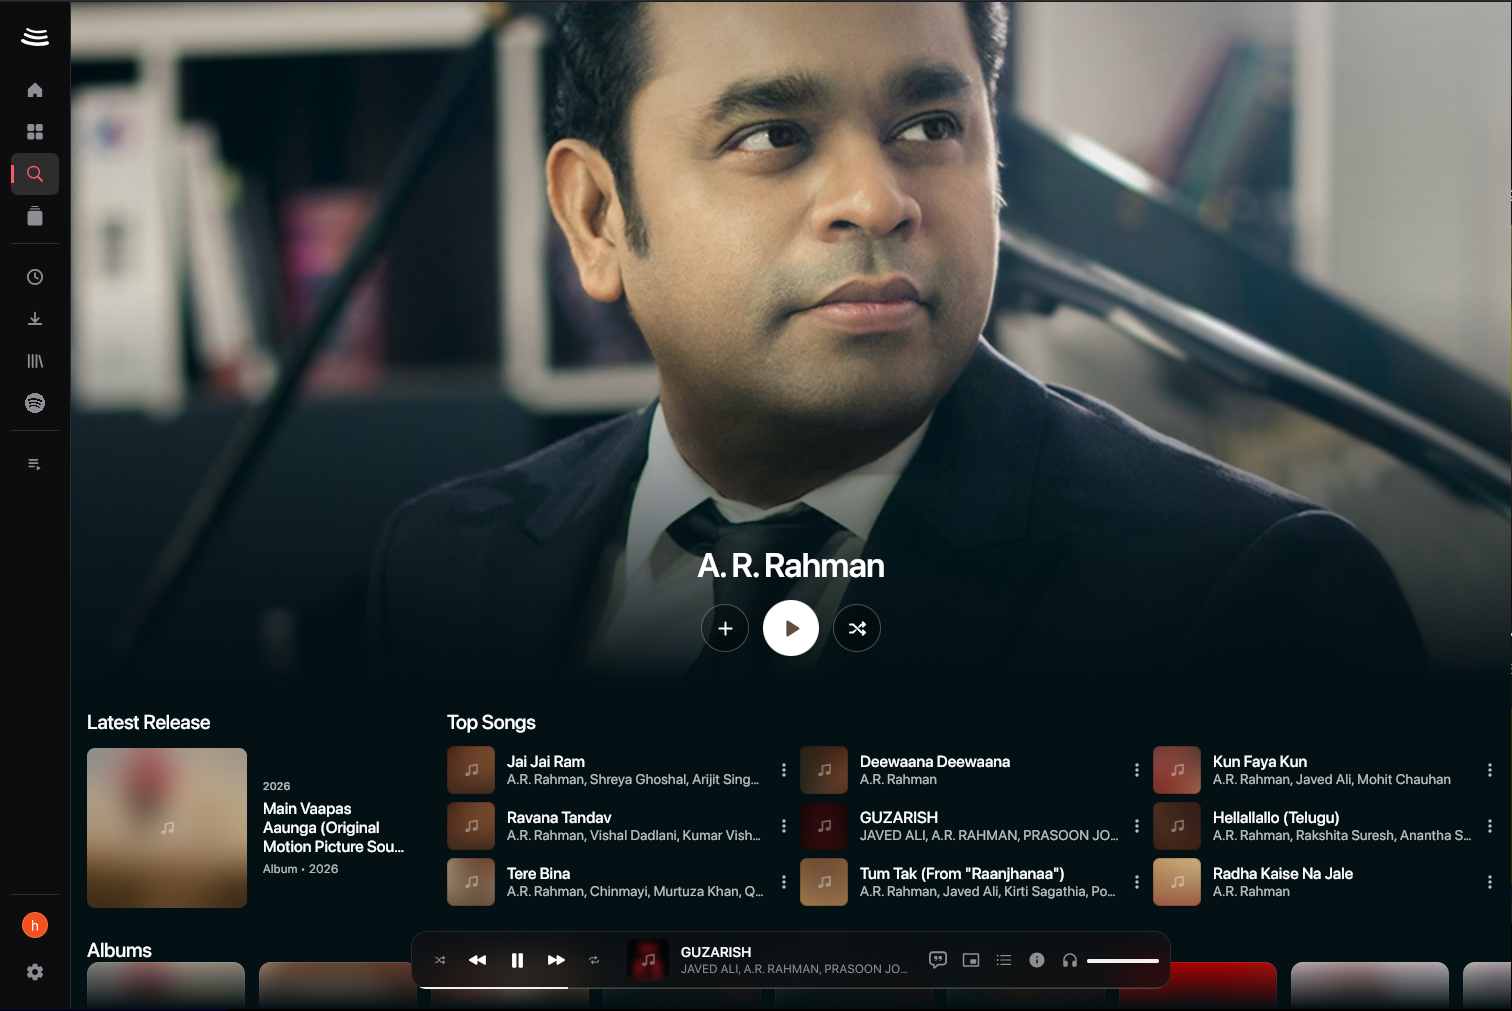 A. R. Rahman
Latest Release
2026
Main Vaapas
Aaunga (Original
Motion Picture Sou...
Album • 2026
Top Songs
Jai Jai Ram
A.R. Rahman, Shreya Ghoshal, Arijit Sing...
Deewaana Deewaana
A.R. Rahman
Kun Faya Kun
A.R. Rahman, Javed Ali, Mohit Chauhan
Ravana Tandav
A.R. Rahman, Vishal Dadlani, Kumar Vish...
GUZARISH
JAVED ALI, A.R. RAHMAN, PRASOON JO...
Hellallallo (Telugu)
A.R. Rahman, Rakshita Suresh, Anantha S...
Tere Bina
A.R. Rahman, Chinmayi, Murtuza Khan, Q...
Tum Tak (From "Raanjhanaa")
A.R. Rahman, Javed Ali, Kirti Sagathia, Po...
Radha Kaise Na Jale
A.R. Rahman
h
Albums
GUZARISH
JAVED ALI, A.R. RAHMAN, PRASOON JO...